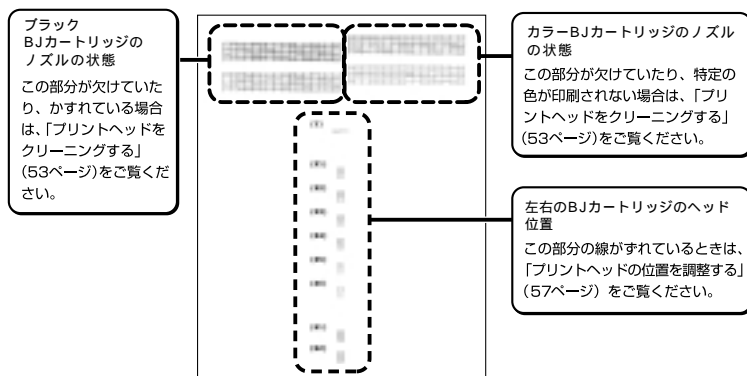 ブラック
BJカートリッジの
ノズルの状態
この部分が欠けていた
り、かすれている場合
は、「プリントヘッドを
クリーニングする」
(53ページ)をご覧くだ
さい。
カラーBJカートリッジのノズル
の状態
この部分が欠けていたり、特定の
色が印刷されない場合は、「プリ
ントヘッドをクリーニングする」
(53ページ)をご覧ください。
左右のBJカートリッジのヘッド
位置
この部分の線がずれているときは、
「プリントヘッドの位置を調整する」
(57ページ) をご覧ください。